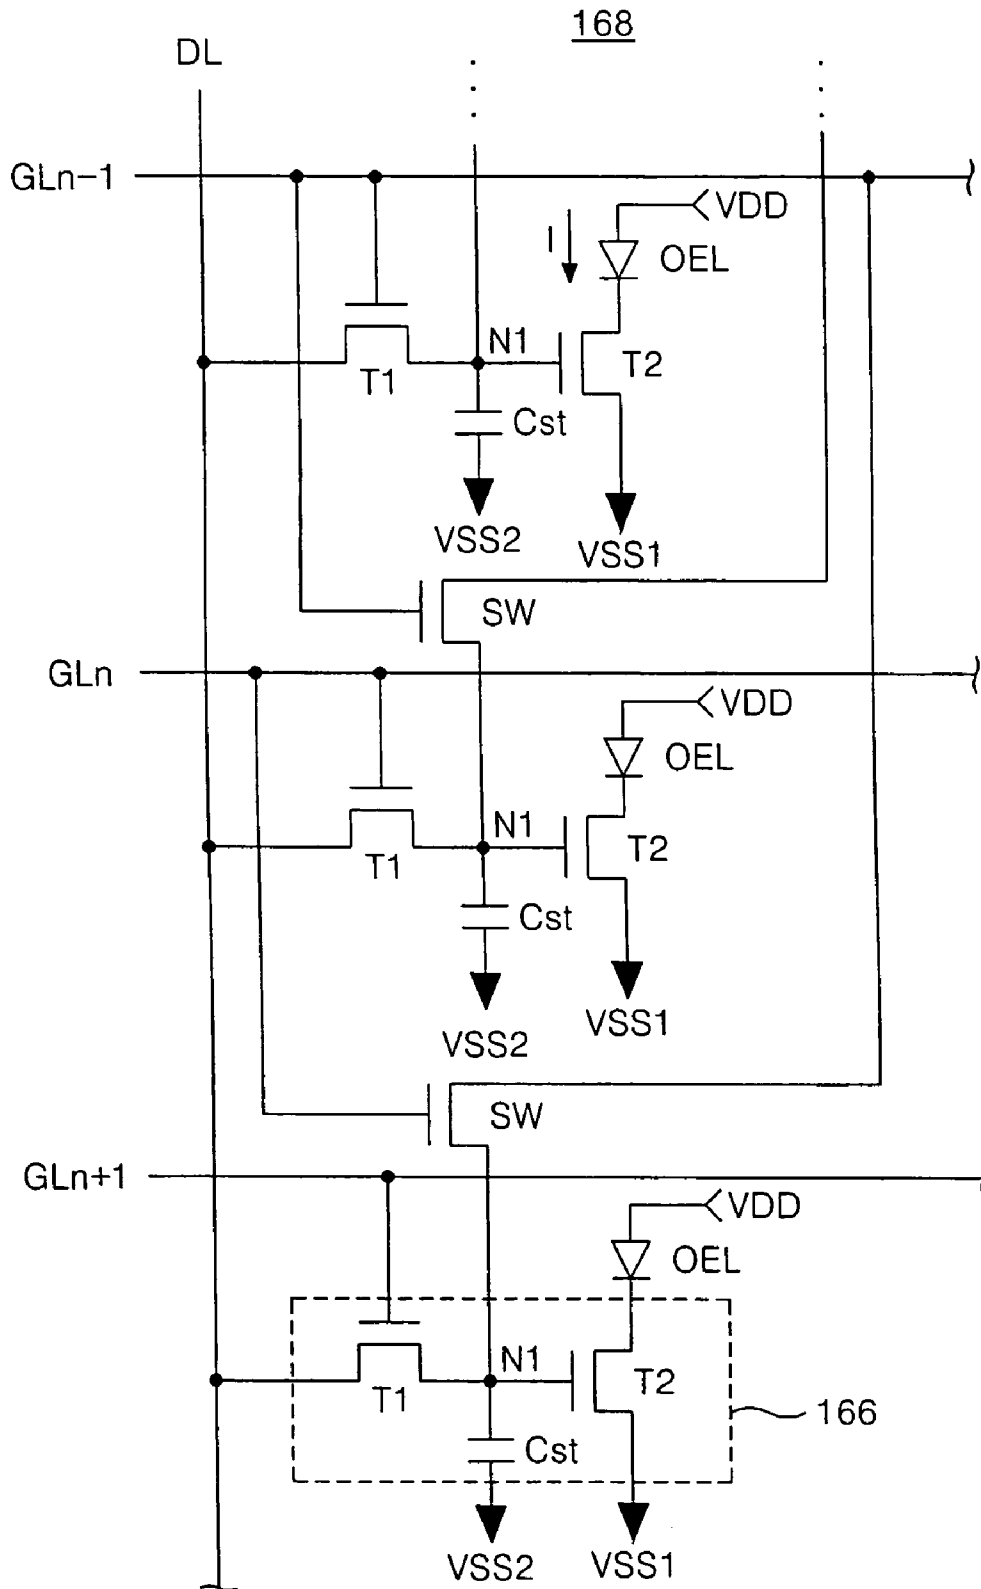 168
DL
GLn-1
VDD
I
OEL
N1
T1
T2
Cst
VSS2
VSS1
SW
GLn
VDD
OEL
N1
T1
T2
Cst
VSS1
VSS2
SW
GLn+1
VDD
OEL
N1
T1
T2
166
Cst
VSS2
VSS1